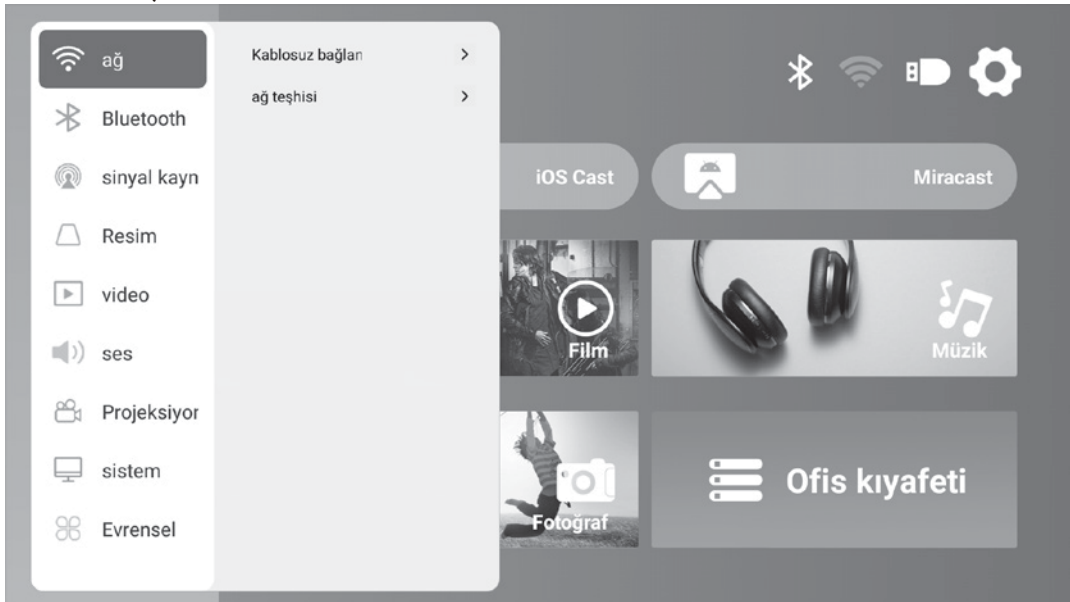 ağ
Bluetooth
sinyal kayn
Resim
video
ses
Projeksiyor
sistem
Evrensel
Kablosuz bağlan
ağ teşhisi
iOS Cast
Miracast
Film
Müzik
Fotoğraf
Ofis kıyafeti